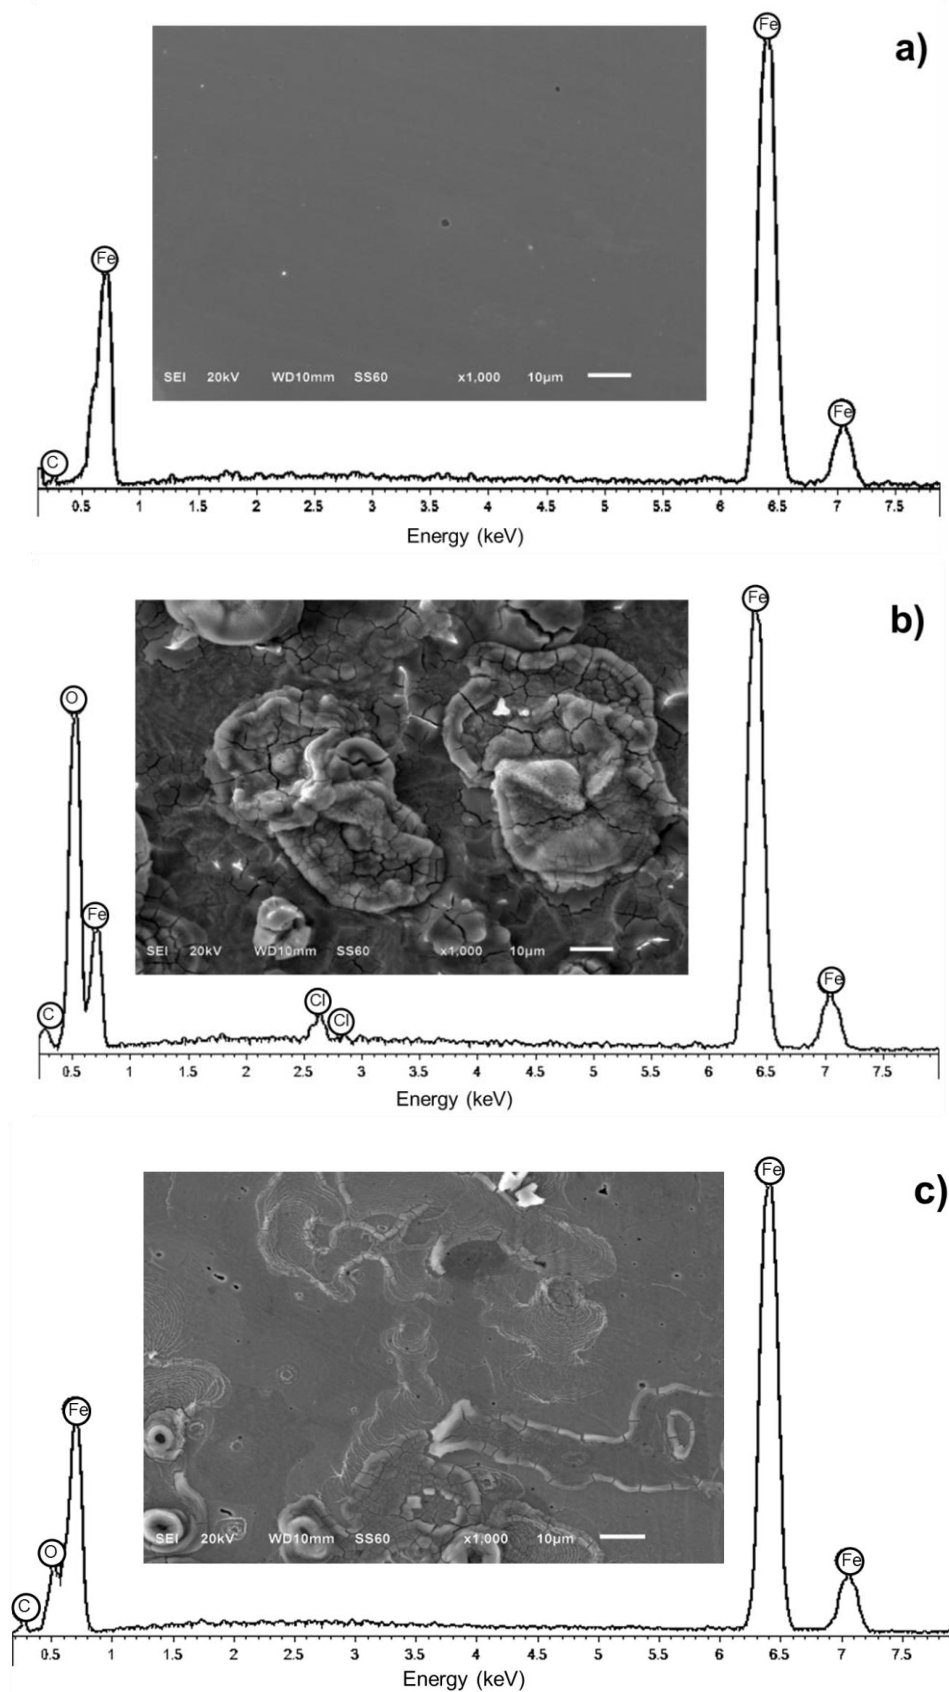 Fe
a)
Fe
SEI 20kV WD10mm SS60 x1,000 10µm
Fe
C
0.5 1 1.5 2 2.5 3 3.5 4 4.5 5 5.5 6 6.5 7 7.5
Energy (keV)
Fe
b)
O
Fe
SEI 20kV WD10mm SS60 x1,000 10µm
Fe
Cl
C
Cl
0.5 1 1.5 2 2.5 3 3.5 4 4.5 5 5.5 6 6.5 7 7.5
Energy (keV)
Fe
c)
Fe
SEI 20kV WD10mm SS60 x1,000 10µm
O
Fe
C
0.5 1 1.5 2 2.5 3 3.5 4 4.5 5 5.5 6 6.5 7 7.5
Energy (keV)